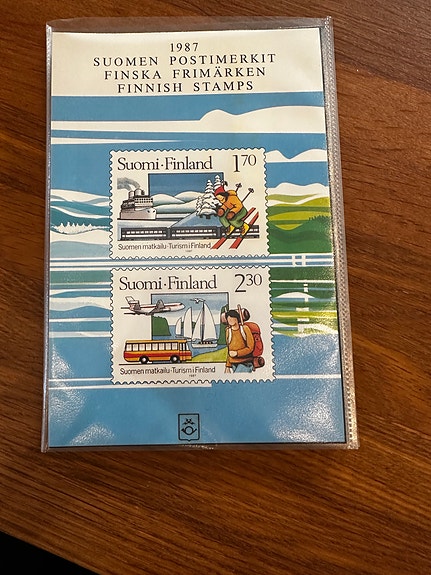 1987
SUOMEN POSTIMERKIT
FINSKA FRIMÄRKEN
FINNISH STAMPS
Suomi·Finland 1.70
Suomen matkailu·Turism i Finland
1987
Suomi·Finland 2.30
Suomen matkailu·Turism i Finland
1987